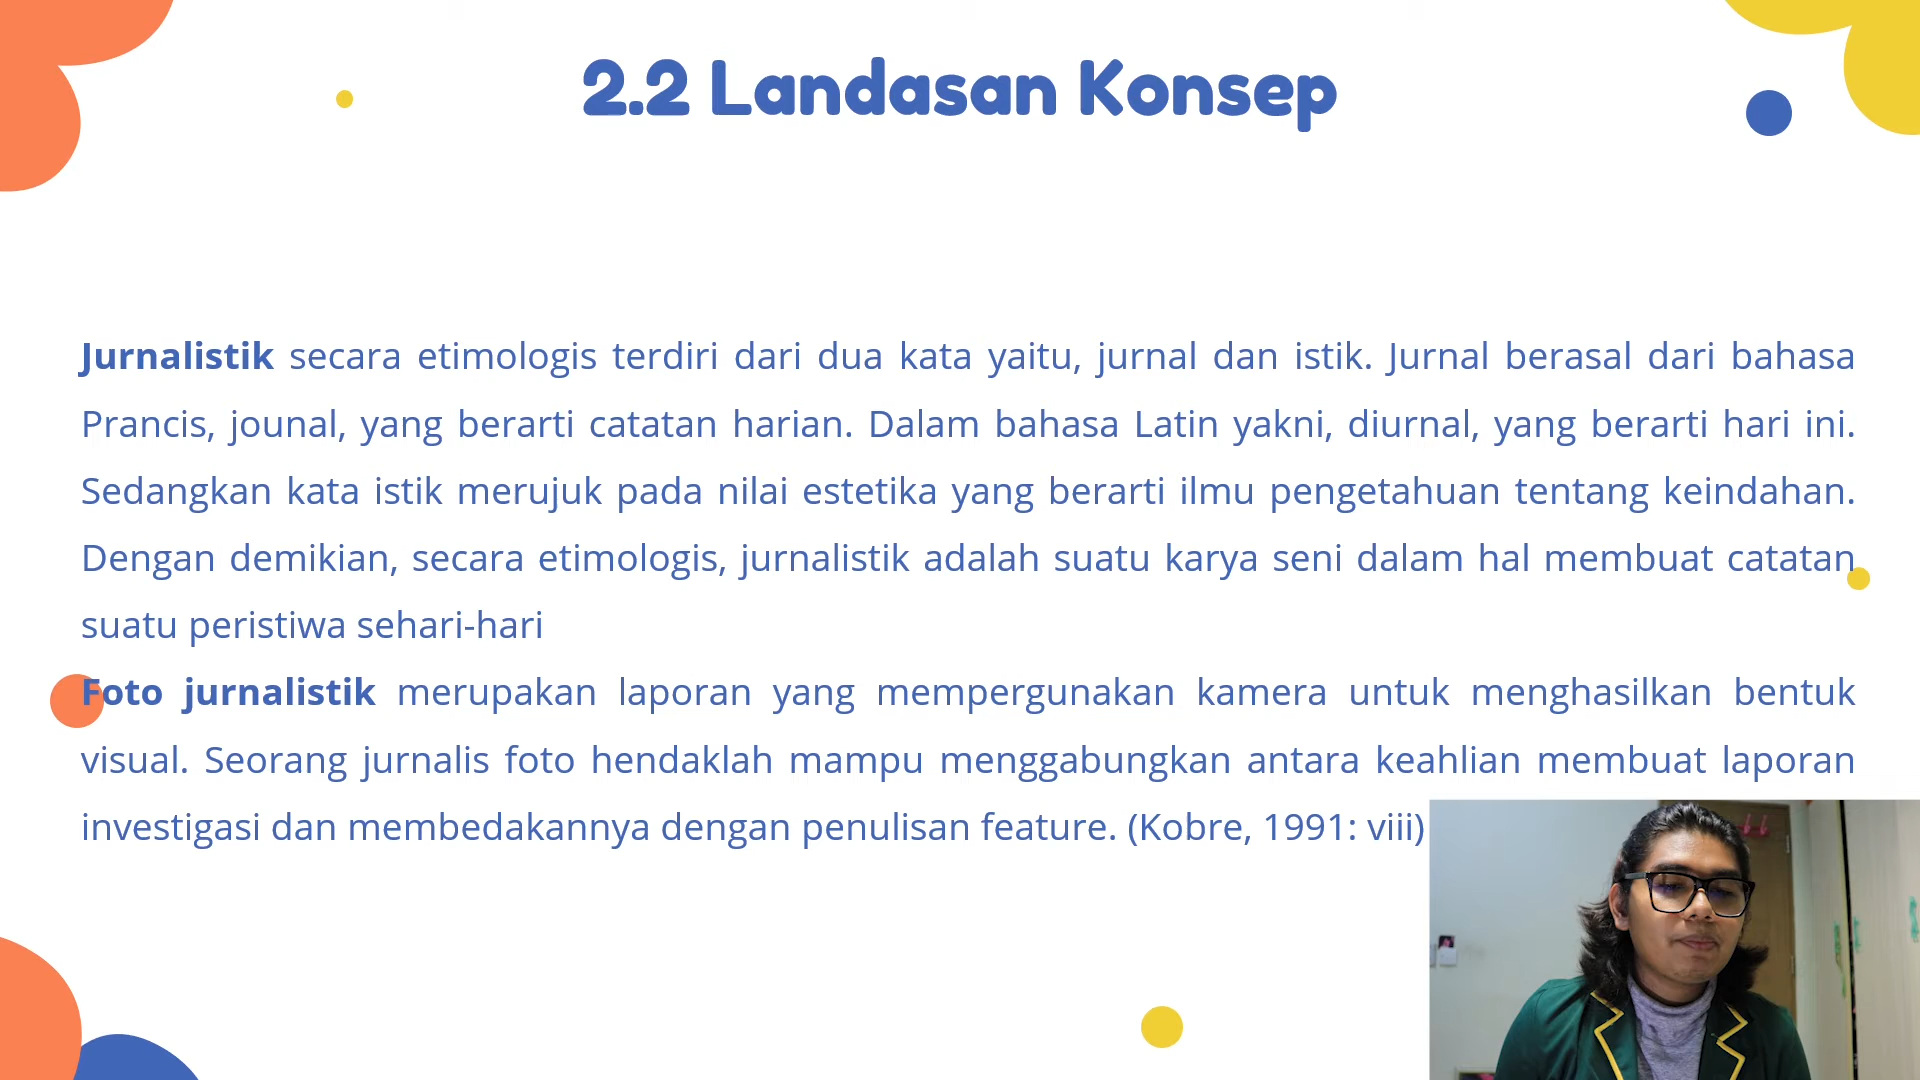 2.2 Landasan Konsep
Jurnalistik secara etimologis terdiri dari dua kata yaitu, jurnal dan istik. Jurnal berasal dari bahasa
Prancis, jounal, yang berarti catatan harian. Dalam bahasa Latin yakni, diurnal, yang berarti hari ini.
Sedangkan kata istik merujuk pada nilai estetika yang berarti ilmu pengetahuan tentang keindahan.
Dengan demikian, secara etimologis, jurnalistik adalah suatu karya seni dalam hal membuat catatan
suatu peristiwa sehari-hari
Foto jurnalistik merupakan laporan yang mempergunakan kamera untuk menghasilkan bentuk
visual. Seorang jurnalis foto hendaklah mampu menggabungkan antara keahlian membuat laporan
investigasi dan membedakannya dengan penulisan feature. (Kobre, 1991: viii)